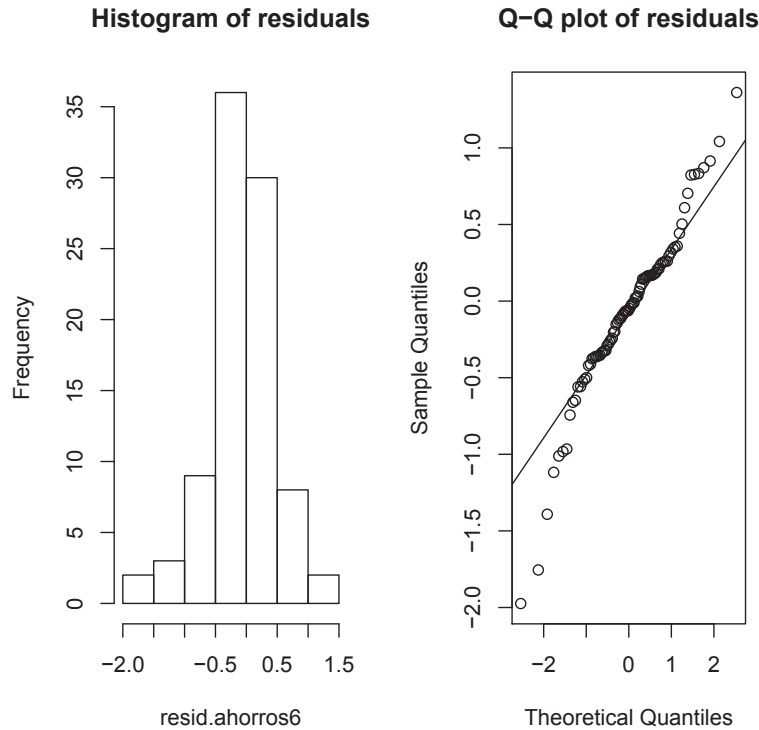 Histogram of residuals
Frequency
0
5
10
15
20
25
30
35
−2.0 −0.5 0.5 1.5
resid.ahorros6
Q−Q plot of residuals
Sample Quantiles
−2.0
−1.5
−1.0
−0.5
0.0
0.5
1.0
−2 0 1 2
Theoretical Quantiles